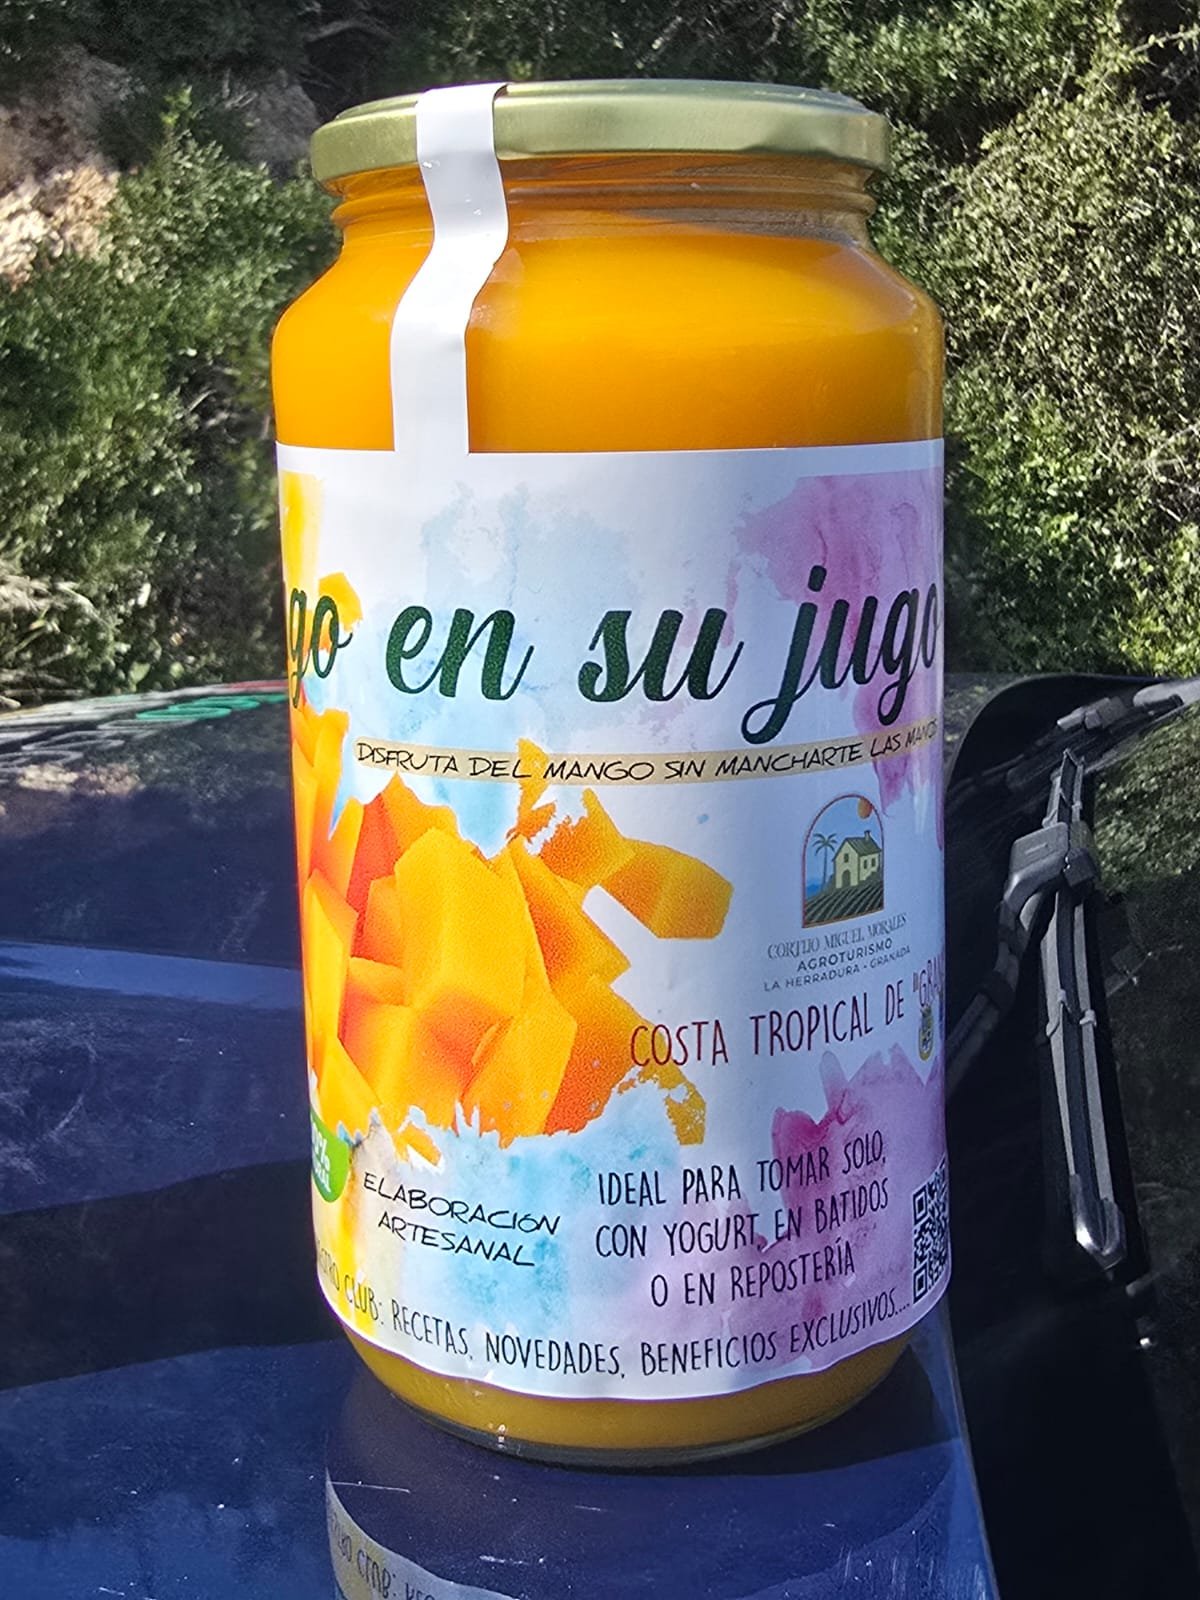 go en su jugo
DISFRUTA DEL MANGO SIN MANCHARTE LAS MANOS
CORTIJO MIGUEL MORALES
AGROTURISMO
LA HERRADURA - GRANADA
COSTA TROPICAL DE "GRA
ELABORACIÓN
ARTESANAL
IDEAL PARA TOMAR SOLO,
CON YOGURT, EN BATIDOS
O EN REPOSTERÍA
CLUB: RECETAS, NOVEDADES, BENEFICIOS EXCLUSIVOS....